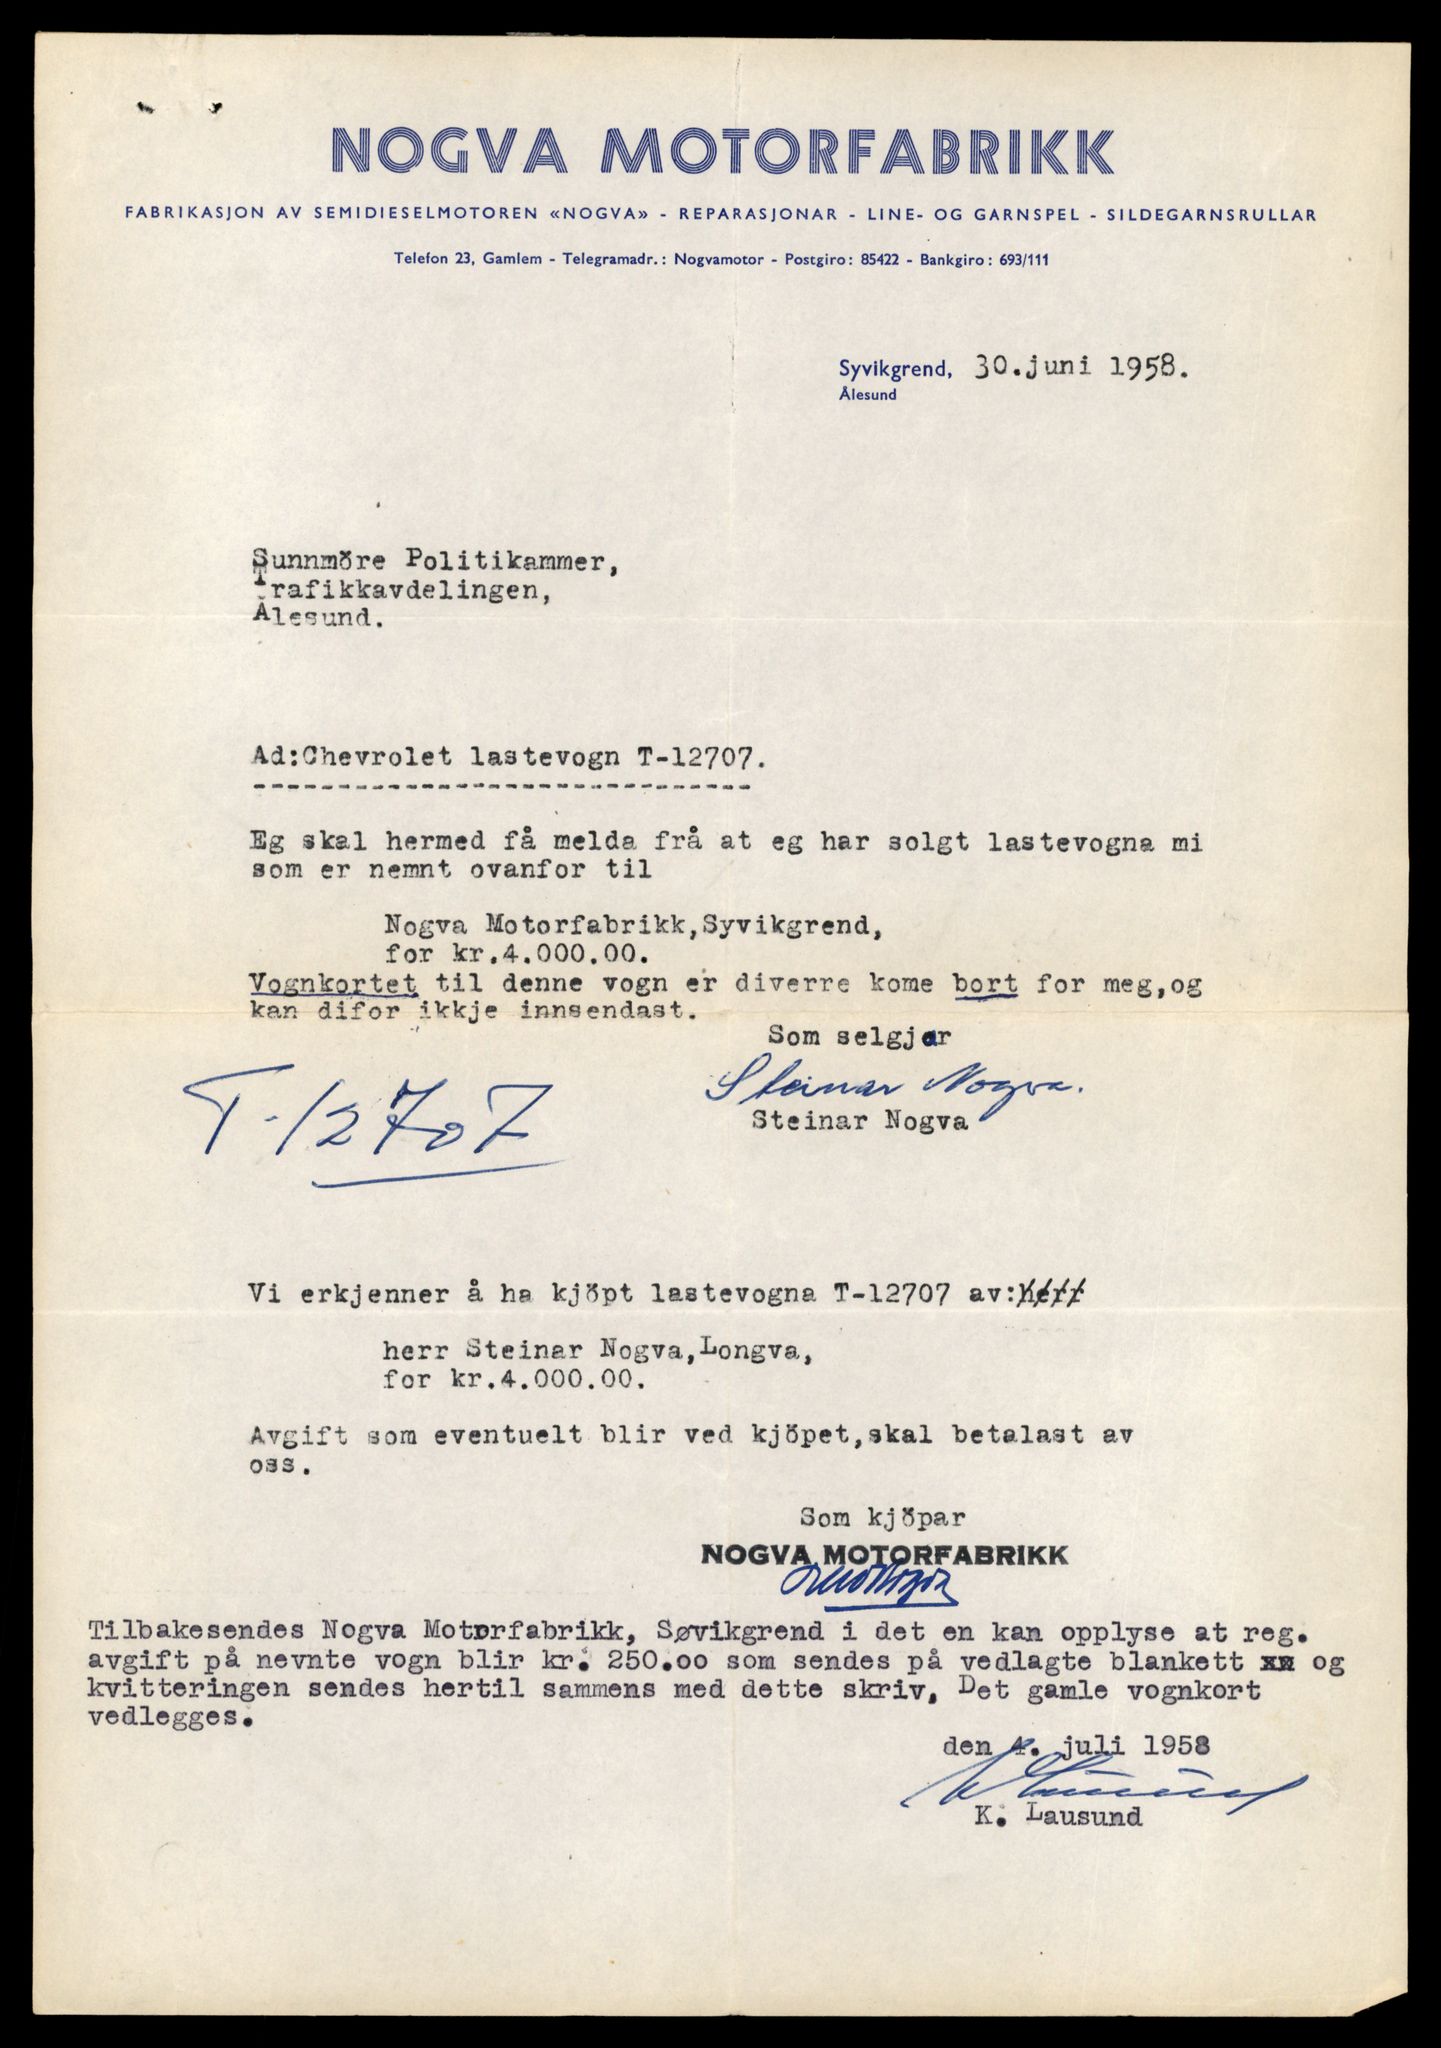 NOGVA MOTORFABRIKK
FABRIKASJON AV SEMIDIESELMOTOREN «NOGVA» - REPARASJONAR - LINE- OG GARNSPEL - SILDEGARNSRULLAR
Telefon 23, Gamlem - Telegramadr.: Nogvamotor - Postgiro: 85422 - Bankgiro: 693/111
Syvikgrend, 30.juni 1958.
Ålesund
Sunnmöre Politikammer,
Trafikkavdelingen,
Ålesund.
Ad:Chevrolet lastevogn T-12707.
------------------------------
Eg skal hermed få melda frå at eg har solgt lastevogna mi
som er nemnt ovanfor til
Nogva Motorfabrikk,Syvikgrend,
for kr.4.000.00.
Vognkortet til denne vogn er diverre kome bort for meg,og
kan difor ikkje innsendast.
Som selgjar
Steinar Nogva.
Steinar Nogva
T-12707
Vi erkjenner å ha kjöpt lastevogna T-12707 av:herr
herr Steinar Nogva,Longva,
for kr.4.000.00.
Avgift som eventuelt blir ved kjöpet,skal betalast av
oss.
Som kjöpar
NOGVA MOTORFABRIKK
Tilbakesendes Nogva Motorfabrikk, Søvikgrend i det en kan opplyse at reg.
avgift på nevnte vogn blir kr. 250.oo som sendes på vedlagte blankett xx og
kvitteringen sendes hertil sammens med dette skriv. Det gamle vognkort
vedlegges.
den 4. juli 1958
K. Lausund